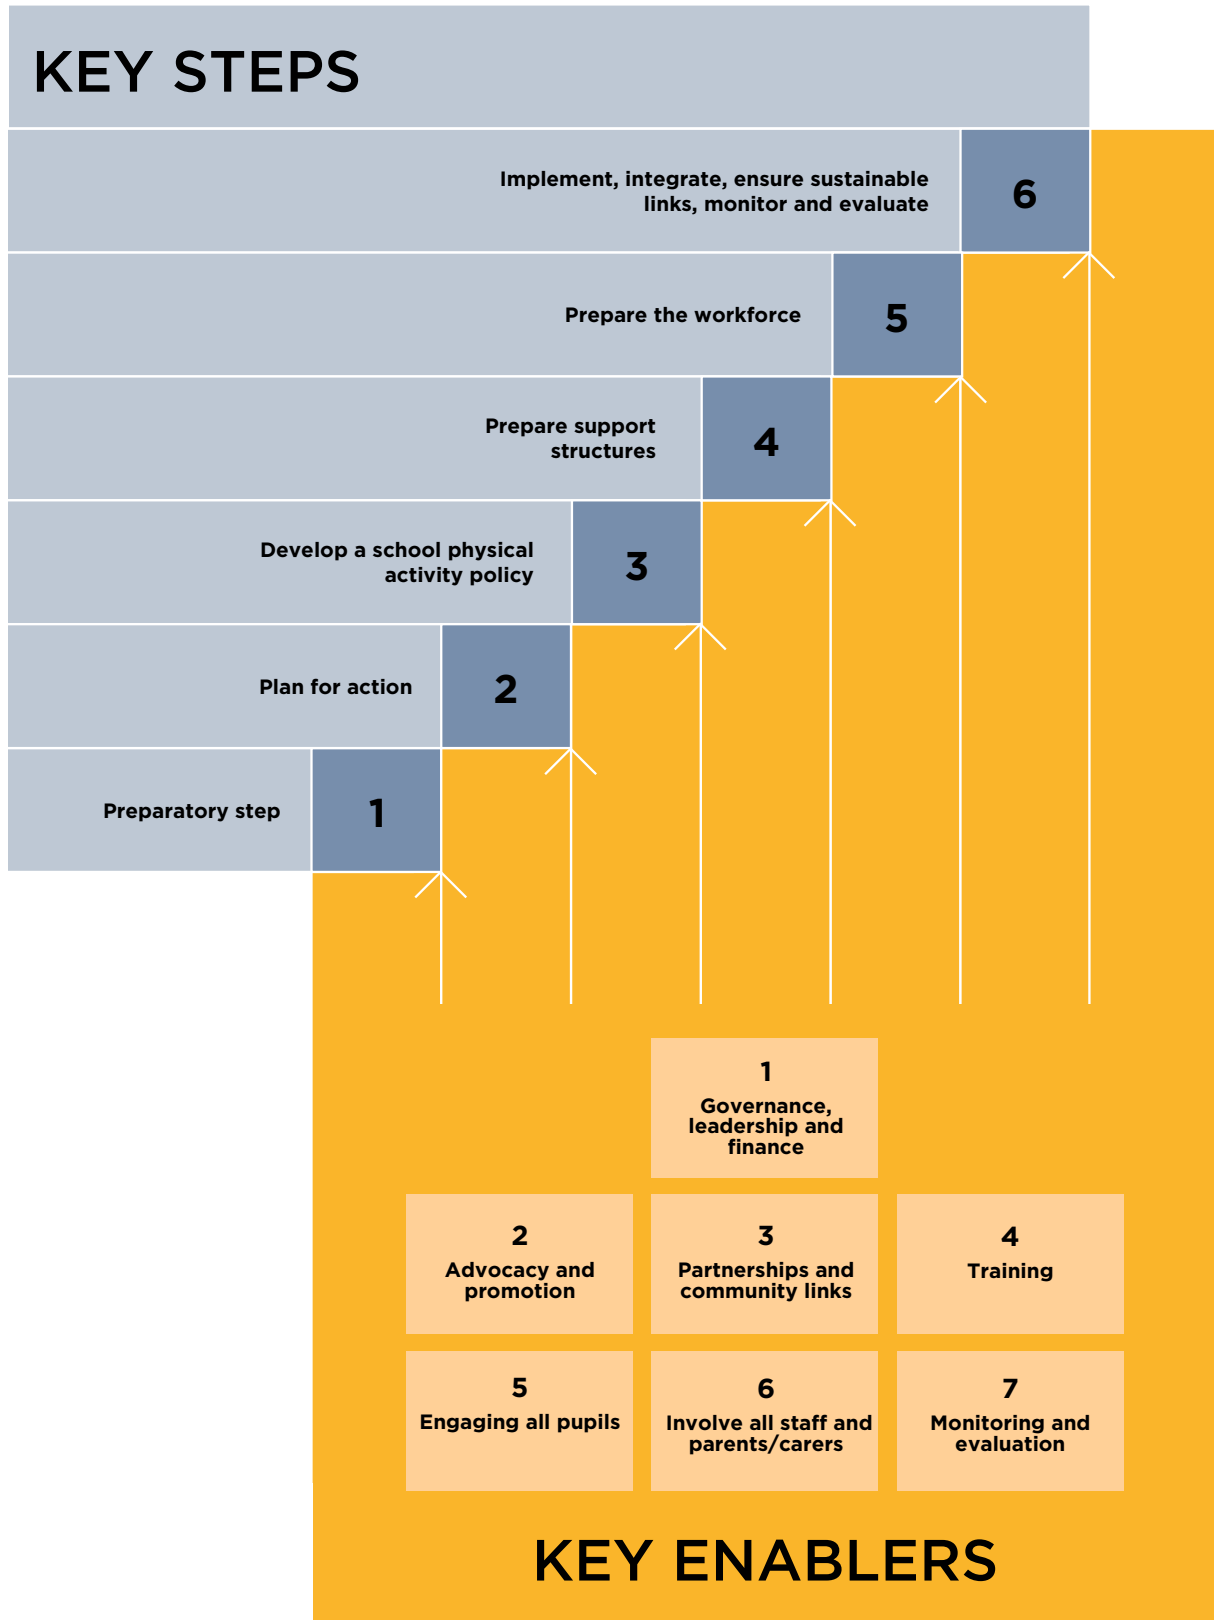 KEY STEPS
Implement, integrate, ensure sustainable
links, monitor and evaluate
6
Prepare the workforce
5
Prepare support
structures
4
Develop a school physical
activity policy
3
Plan for action
2
Preparatory step
1
1
Governance,
leadership and
finance
2
Advocacy and
promotion
3
Partnerships and
community links
4
Training
5
Engaging all pupils
6
Involve all staff and
parents/carers
7
Monitoring and
evaluation
KEY ENABLERS